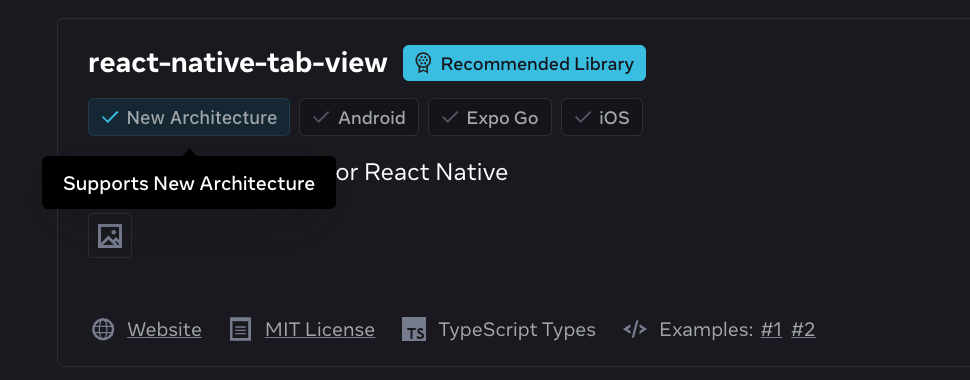 react-native-tab-view Recommended Library
New Architecture Android Expo Go iOS
Supports New Architecture
or React Native
Website MIT License TS TypeScript Types </> Examples: #1 #2